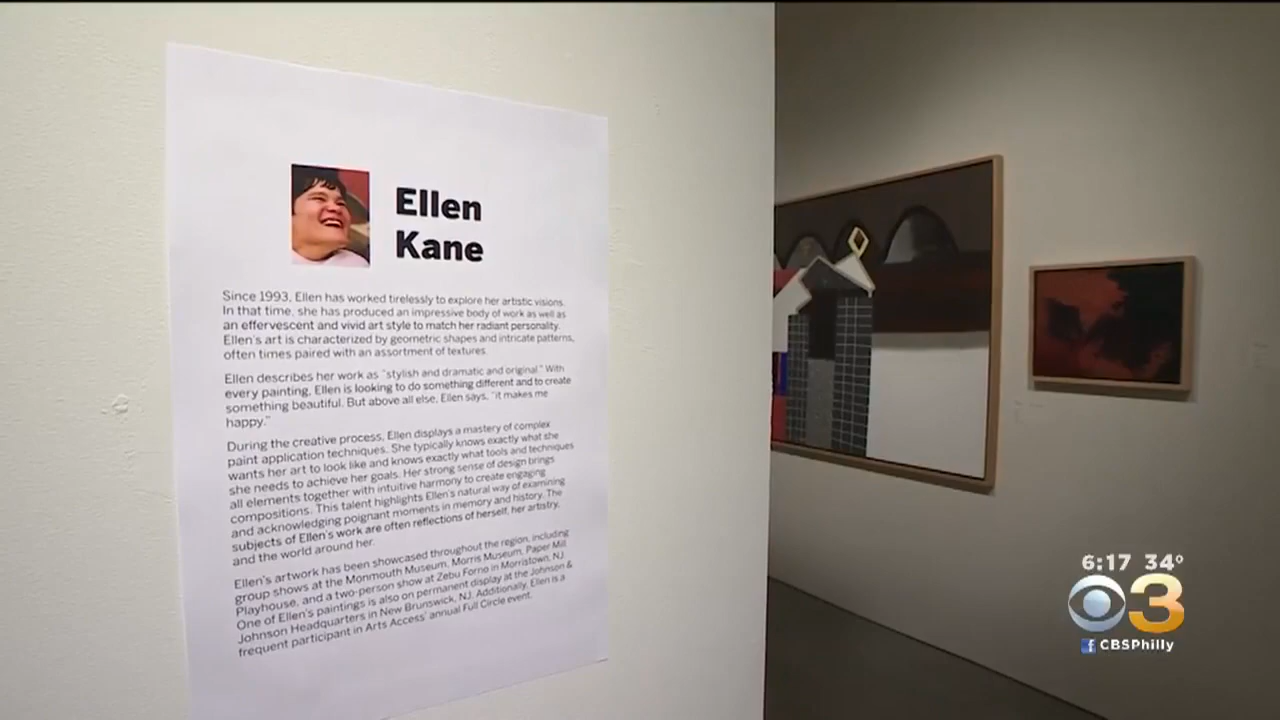 Ellen
Kane
Since 1993, Ellen has worked tirelessly to explore her artistic visions.
In that time, she has produced an impressive body of work as well as
an effervescent and vivid art style to match her radiant personality.
Ellen's art is characterized by geometric shapes and intricate patterns,
often times paired with an assortment of textures.
Ellen describes her work as "stylish and dramatic and original." With
every painting, Ellen is looking to do something different and to create
something beautiful. But above all else, Ellen says, "it makes me
happy."
During the creative process, Ellen displays a mastery of complex
paint application techniques. She typically knows exactly what she
wants her art to look like and knows exactly what tools and techniques
she needs to achieve her goals. Her strong sense of design brings
all elements together with intuitive harmony to create engaging
compositions. This talent highlights Ellen's natural way of examining
and acknowledging poignant moments in memory and history. The
subjects of Ellen's work are often reflections of herself, her artistry,
and the world around her.
Ellen's artwork has been showcased throughout the region, including
group shows at the Monmouth Museum, Morris Museum, Paper Mill
Playhouse, and a two-person show at Zebu Forno in Morristown, NJ.
One of Ellen's paintings is also on permanent display at the Johnson &
Johnson Headquarters in New Brunswick, NJ. Additionally, Ellen is a
frequent participant in Arts Access' annual Full Circle event.
6:17 34°
3
f CBSPhilly